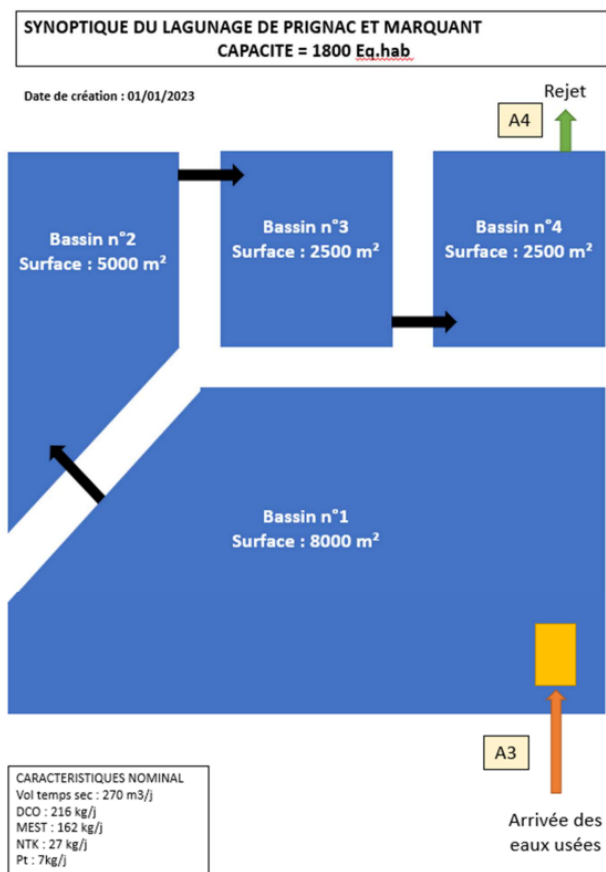 SYNOPTIQUE DU LAGUNAGE DE PRIGNAC ET MARQUANT
CAPACITE = 1800 Eq.hab
Date de création : 01/01/2023
Rejet
A4
Bassin n°2
Surface : 5000 m²
Bassin n°3
Surface : 2500 m²
Bassin n°4
Surface : 2500 m²
Bassin n°1
Surface : 8000 m²
A3
Arrivée des
eaux usées
CARACTERISTIQUES NOMINAL
Vol temps sec : 270 m3/j
DCO : 216 kg/j
MEST : 162 kg/j
NTK : 27 kg/j
Pt : 7kg/j